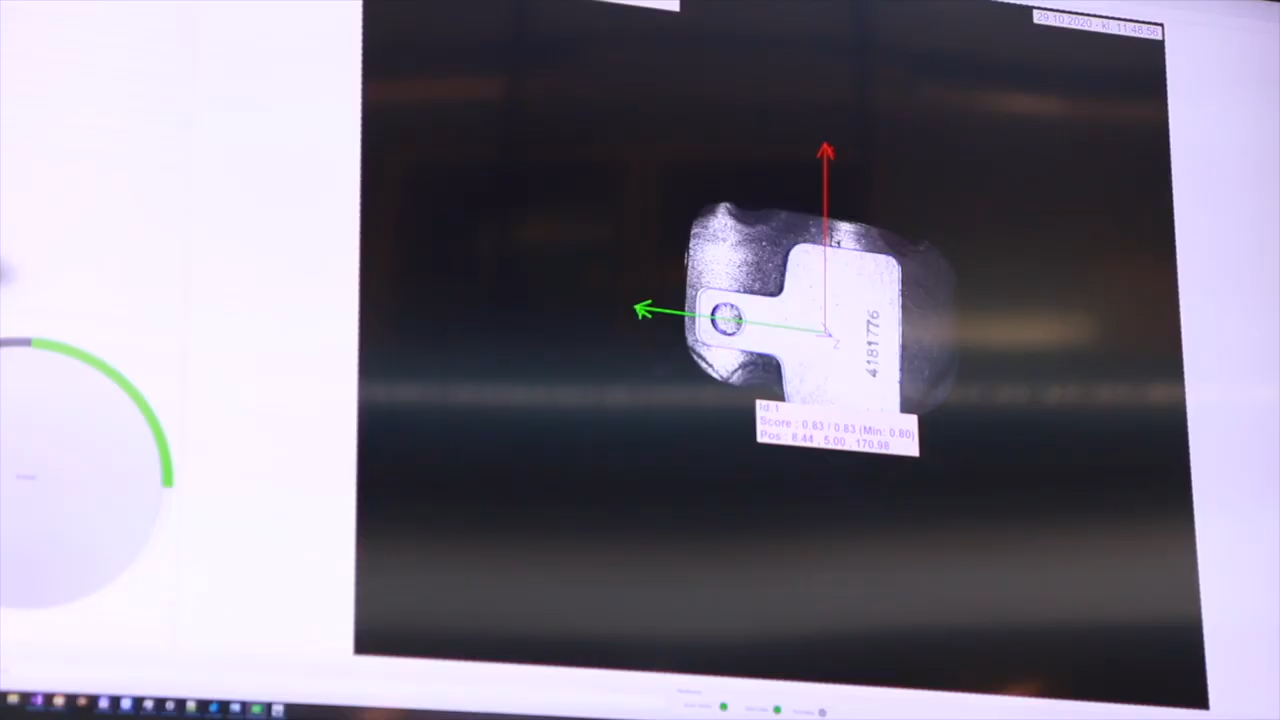 29.10.2020 - kl. 11:48:56
4181776
Z
Id:1
Score : 0.83 / 0.83 (Min: 0.80)
Pos : 8.44 , 5.00 , 170.98